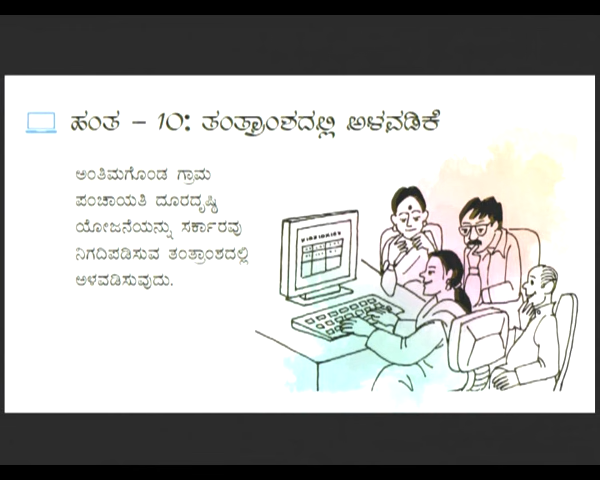 ಹಂತ – 10: ತಂತ್ರಾಂಶದಲ್ಲಿ ಅಳವಡಿಕೆ
ಅಂತಿಮಗೊಂಡ ಗ್ರಾಮ
ಪಂಚಾಯತಿ ದೂರದೃಷ್ಟಿ
ಯೋಜನೆಯನ್ನು ಸರ್ಕಾರವು
ನಿಗದಿಪಡಿಸುವ ತಂತ್ರಾಂಶದಲ್ಲಿ
ಅಳವಡಿಸುವುದು.